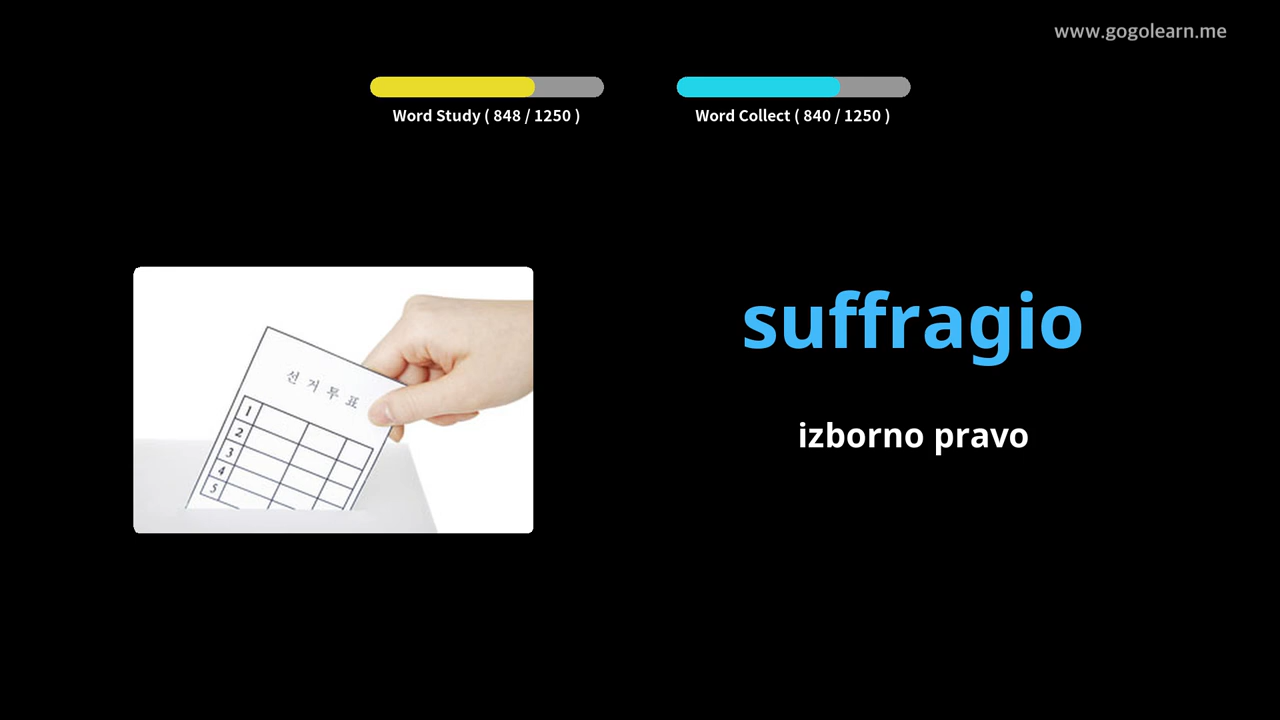 www.gogolearn.me
Word Study ( 848 / 1250 )
Word Collect ( 840 / 1250 )
suffragio
izborno pravo
선거투표
1
2
3
4
5